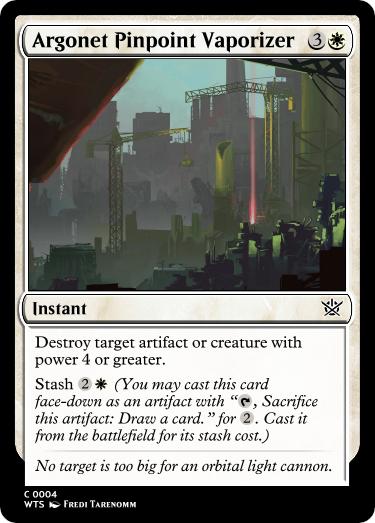 Argonet Pinpoint Vaporizer 3
Instant
Destroy target artifact or creature with
power 4 or greater.
Stash 2 (You may cast this card
face-down as an artifact with “, Sacrifice
this artifact: Draw a card.” for 2. Cast it
from the battlefield for its stash cost.)
No target is too big for an orbital light cannon.
C 0004
WTS Fredi Tarenomm